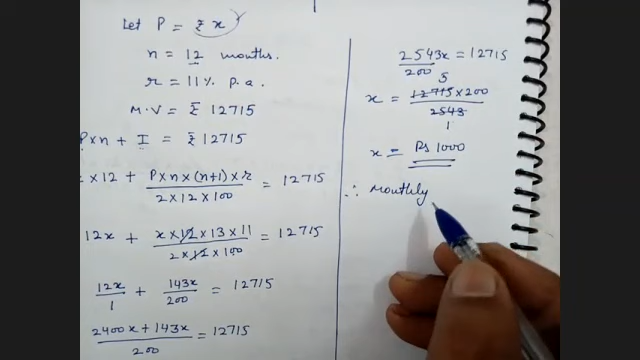 Let P = ₹ x
n = 12 months.
r = 11% p.a.
M.V = ₹ 12715
P×n + I = ₹ 12715
x × 12 + P×n×(n+1)×r / 2×12×100 = 12715
12x + x×12×13×11 / 2×12×100 = 12715
12x/1 + 143x/200 = 12715
2400x + 143x / 200 = 12715
2543x/200 = 12715
5
x = 12715×200 / 2543
1
x = Rs 1000
∴ Monthly